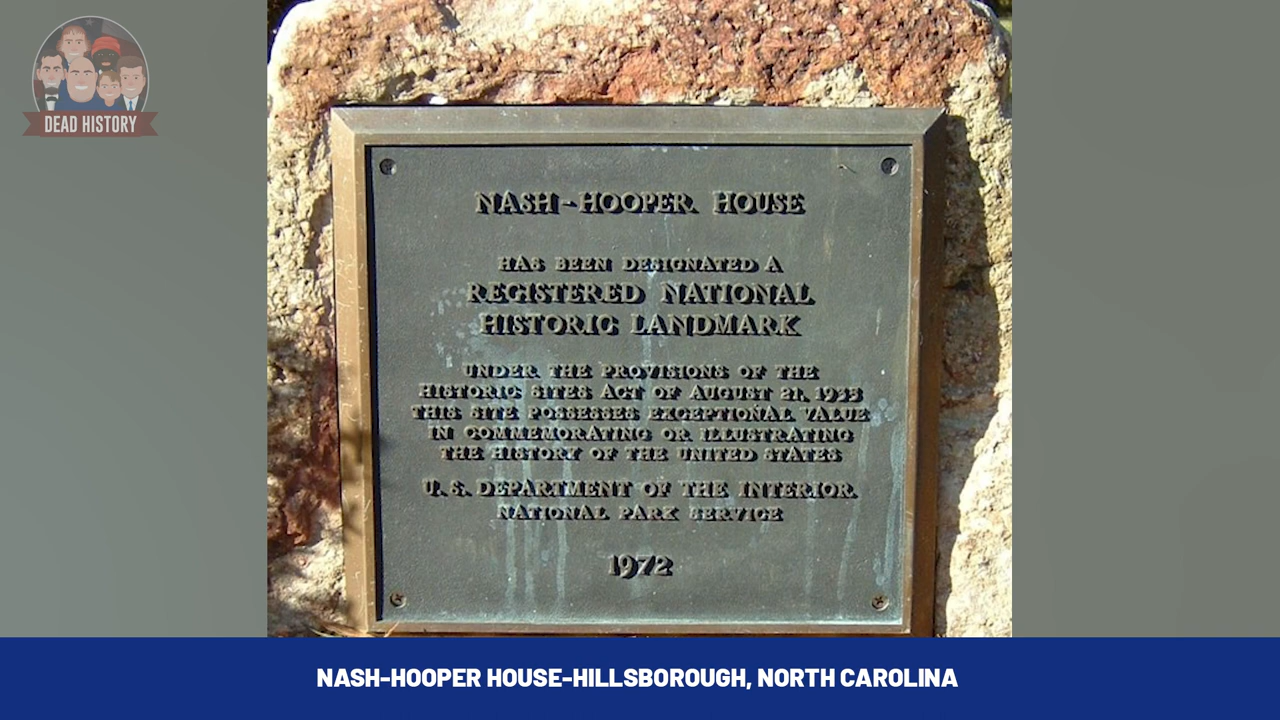 DEAD HISTORY
NASH-HOOPER HOUSE
HAS BEEN DESIGNATED A
REGISTERED NATIONAL
HISTORIC LANDMARK
UNDER THE PROVISIONS OF THE
HISTORIC SITES ACT OF AUGUST 21, 1935
THIS SITE POSSESSES EXCEPTIONAL VALUE
IN COMMEMORATING OR ILLUSTRATING
THE HISTORY OF THE UNITED STATES
U. S. DEPARTMENT OF THE INTERIOR
NATIONAL PARK SERVICE
1972
NASH-HOOPER HOUSE-HILLSBOROUGH, NORTH CAROLINA